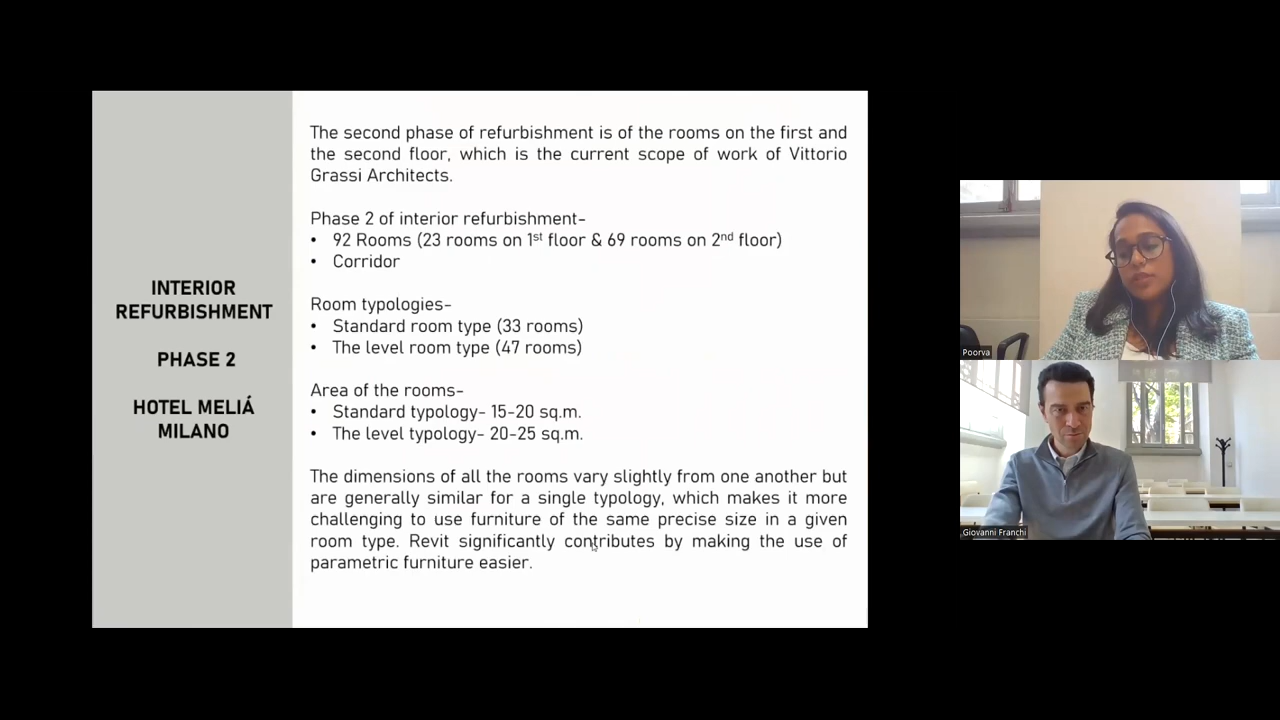 INTERIOR
REFURBISHMENT
PHASE 2
HOTEL MELIÁ
MILANO
The second phase of refurbishment is of the rooms on the first and
the second floor, which is the current scope of work of Vittorio
Grassi Architects.
Phase 2 of interior refurbishment-
• 92 Rooms (23 rooms on 1st floor & 69 rooms on 2nd floor)
• Corridor
Room typologies-
• Standard room type (33 rooms)
• The level room type (47 rooms)
Area of the rooms-
• Standard typology- 15-20 sq.m.
• The level typology- 20-25 sq.m.
The dimensions of all the rooms vary slightly from one another but
are generally similar for a single typology, which makes it more
challenging to use furniture of the same precise size in a given
room type. Revit significantly contributes by making the use of
parametric furniture easier.
Poorva
Giovanni Franchi